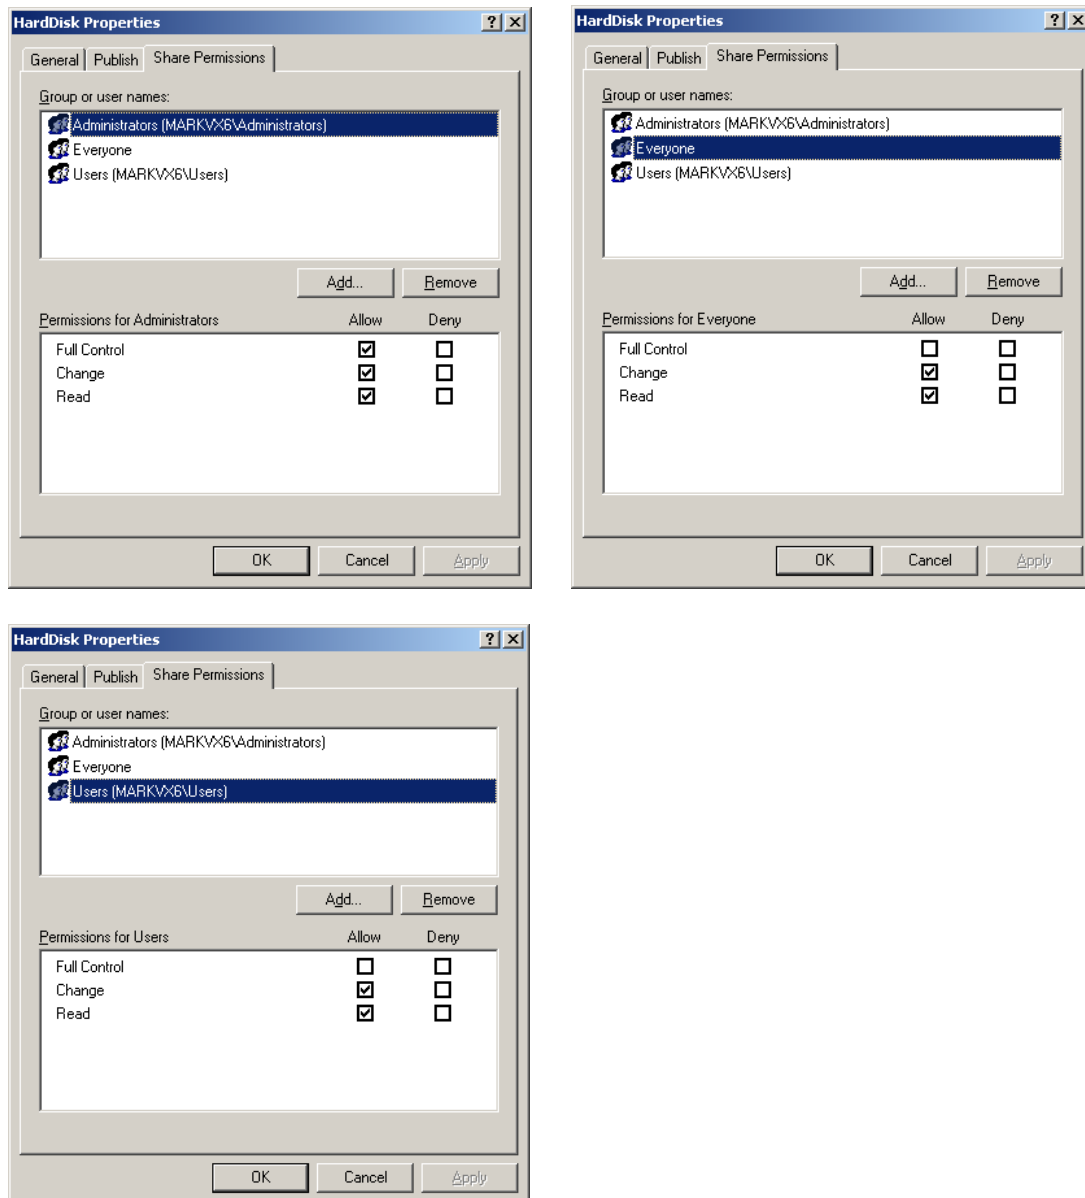 HardDisk Properties
General Publish Share Permissions
Group or user names:
Administrators (MARKVX6\Administrators)
Everyone
Users (MARKVX6\Users)
Add... Remove
Permissions for Administrators Allow Deny
Full Control
Change
Read
OK Cancel Apply
HardDisk Properties
General Publish Share Permissions
Group or user names:
Administrators (MARKVX6\Administrators)
Everyone
Users (MARKVX6\Users)
Add... Remove
Permissions for Everyone Allow Deny
Full Control
Change
Read
OK Cancel Apply
HardDisk Properties
General Publish Share Permissions
Group or user names:
Administrators (MARKVX6\Administrators)
Everyone
Users (MARKVX6\Users)
Add... Remove
Permissions for Users Allow Deny
Full Control
Change
Read
OK Cancel Apply